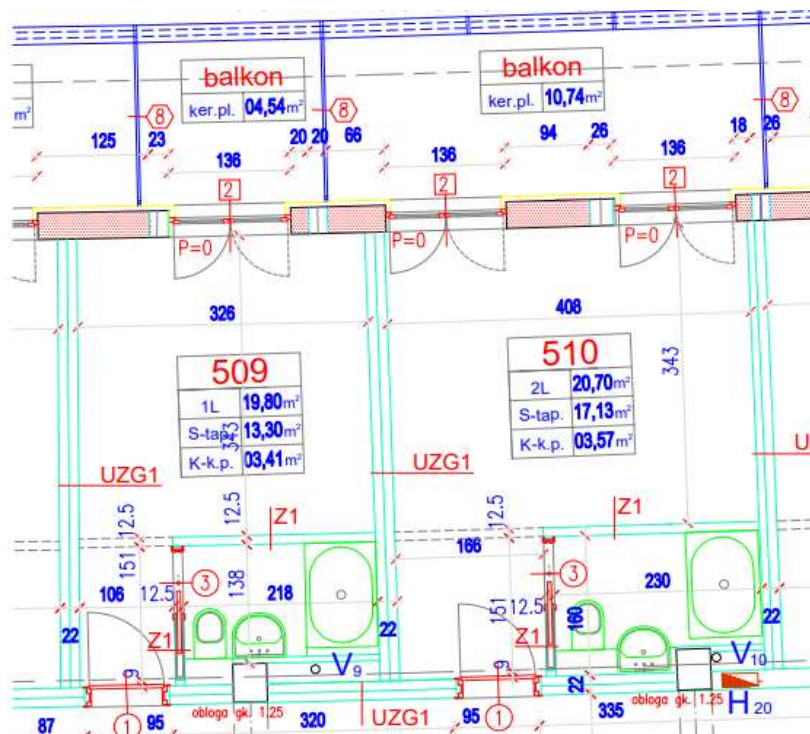 balkon
ker.pl. 04,54m²
balkon
ker.pl. 10,74m²
m²
8
8
8
125
23
136
20
20
66
136
94
26
136
18
26
2
2
2
P=0
P=0
P=0
326
408
343
509
1L 19,80m²
S-tap. 13,30m²
K-k.p. 03,41m²
343
510
2L 20,70m²
S-tap. 17,13m²
K-k.p. 03,57m²
UZG1
UZG1
U
12.5
12.5
Z1
12.5
Z1
151
138
3
166
3
230
106
12.5
218
151
12.5
160
22
22
22
Z1
Z1
9
V9
9
22
V10
H20
obloga gk. 1.25
obloga gk. 1.25
87
1
95
320
UZG1
95
1
335